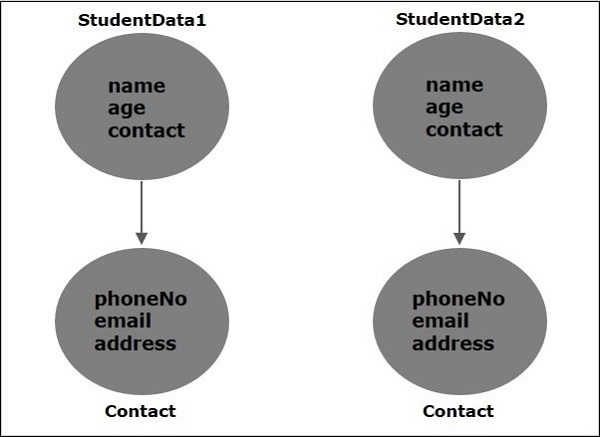 StudentData1
name
age
contact
phoneNo
email
address
Contact
StudentData2
name
age
contact
phoneNo
email
address
Contact